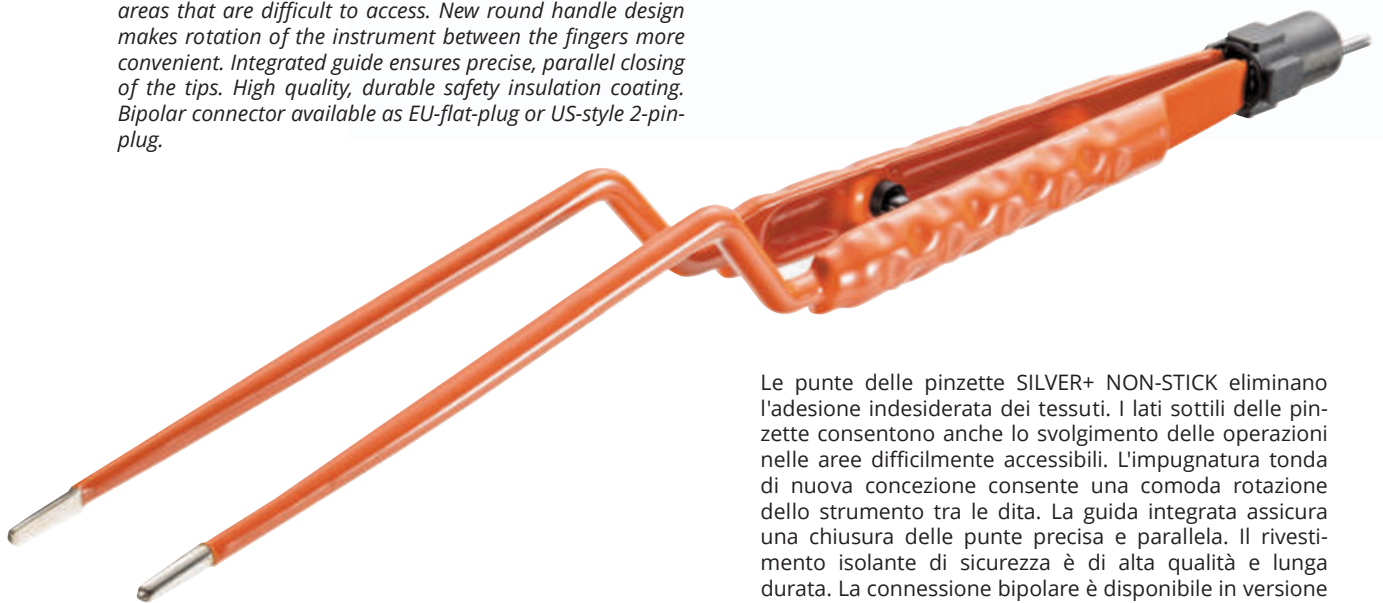 areas that are difficult to access. New round handle design
makes rotation of the instrument between the fingers more
convenient. Integrated guide ensures precise, parallel closing
of the tips. High quality, durable safety insulation coating.
Bipolar connector available as EU-flat-plug or US-style 2-pin-
plug.
Le punte delle pinzette SILVER+ NON-STICK eliminano
l'adesione indesiderata dei tessuti. I lati sottili delle pin-
zette consentono anche lo svolgimento delle operazioni
nelle aree difficilmente accessibili. L'impugnatura tonda
di nuova concezione consente una comoda rotazione
dello strumento tra le dita. La guida integrata assicura
una chiusura delle punte precisa e parallela. Il rivesti-
mento isolante di sicurezza è di alta qualità e lunga
durata. La connessione bipolare è disponibile in versione